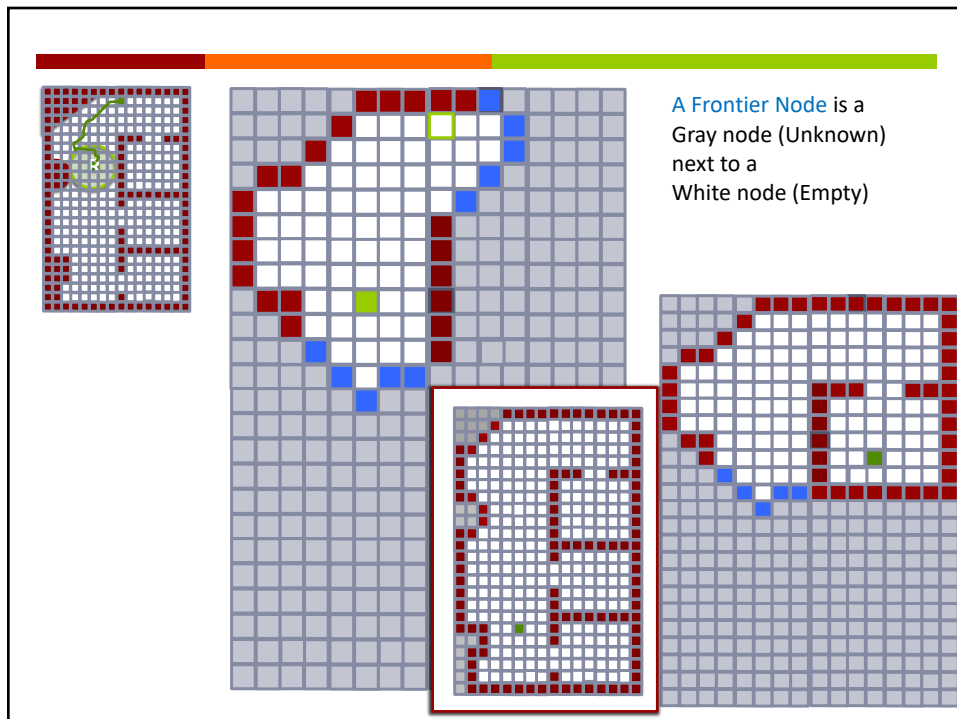 A Frontier Node is a
Gray node (Unknown)
next to a
White node (Empty)